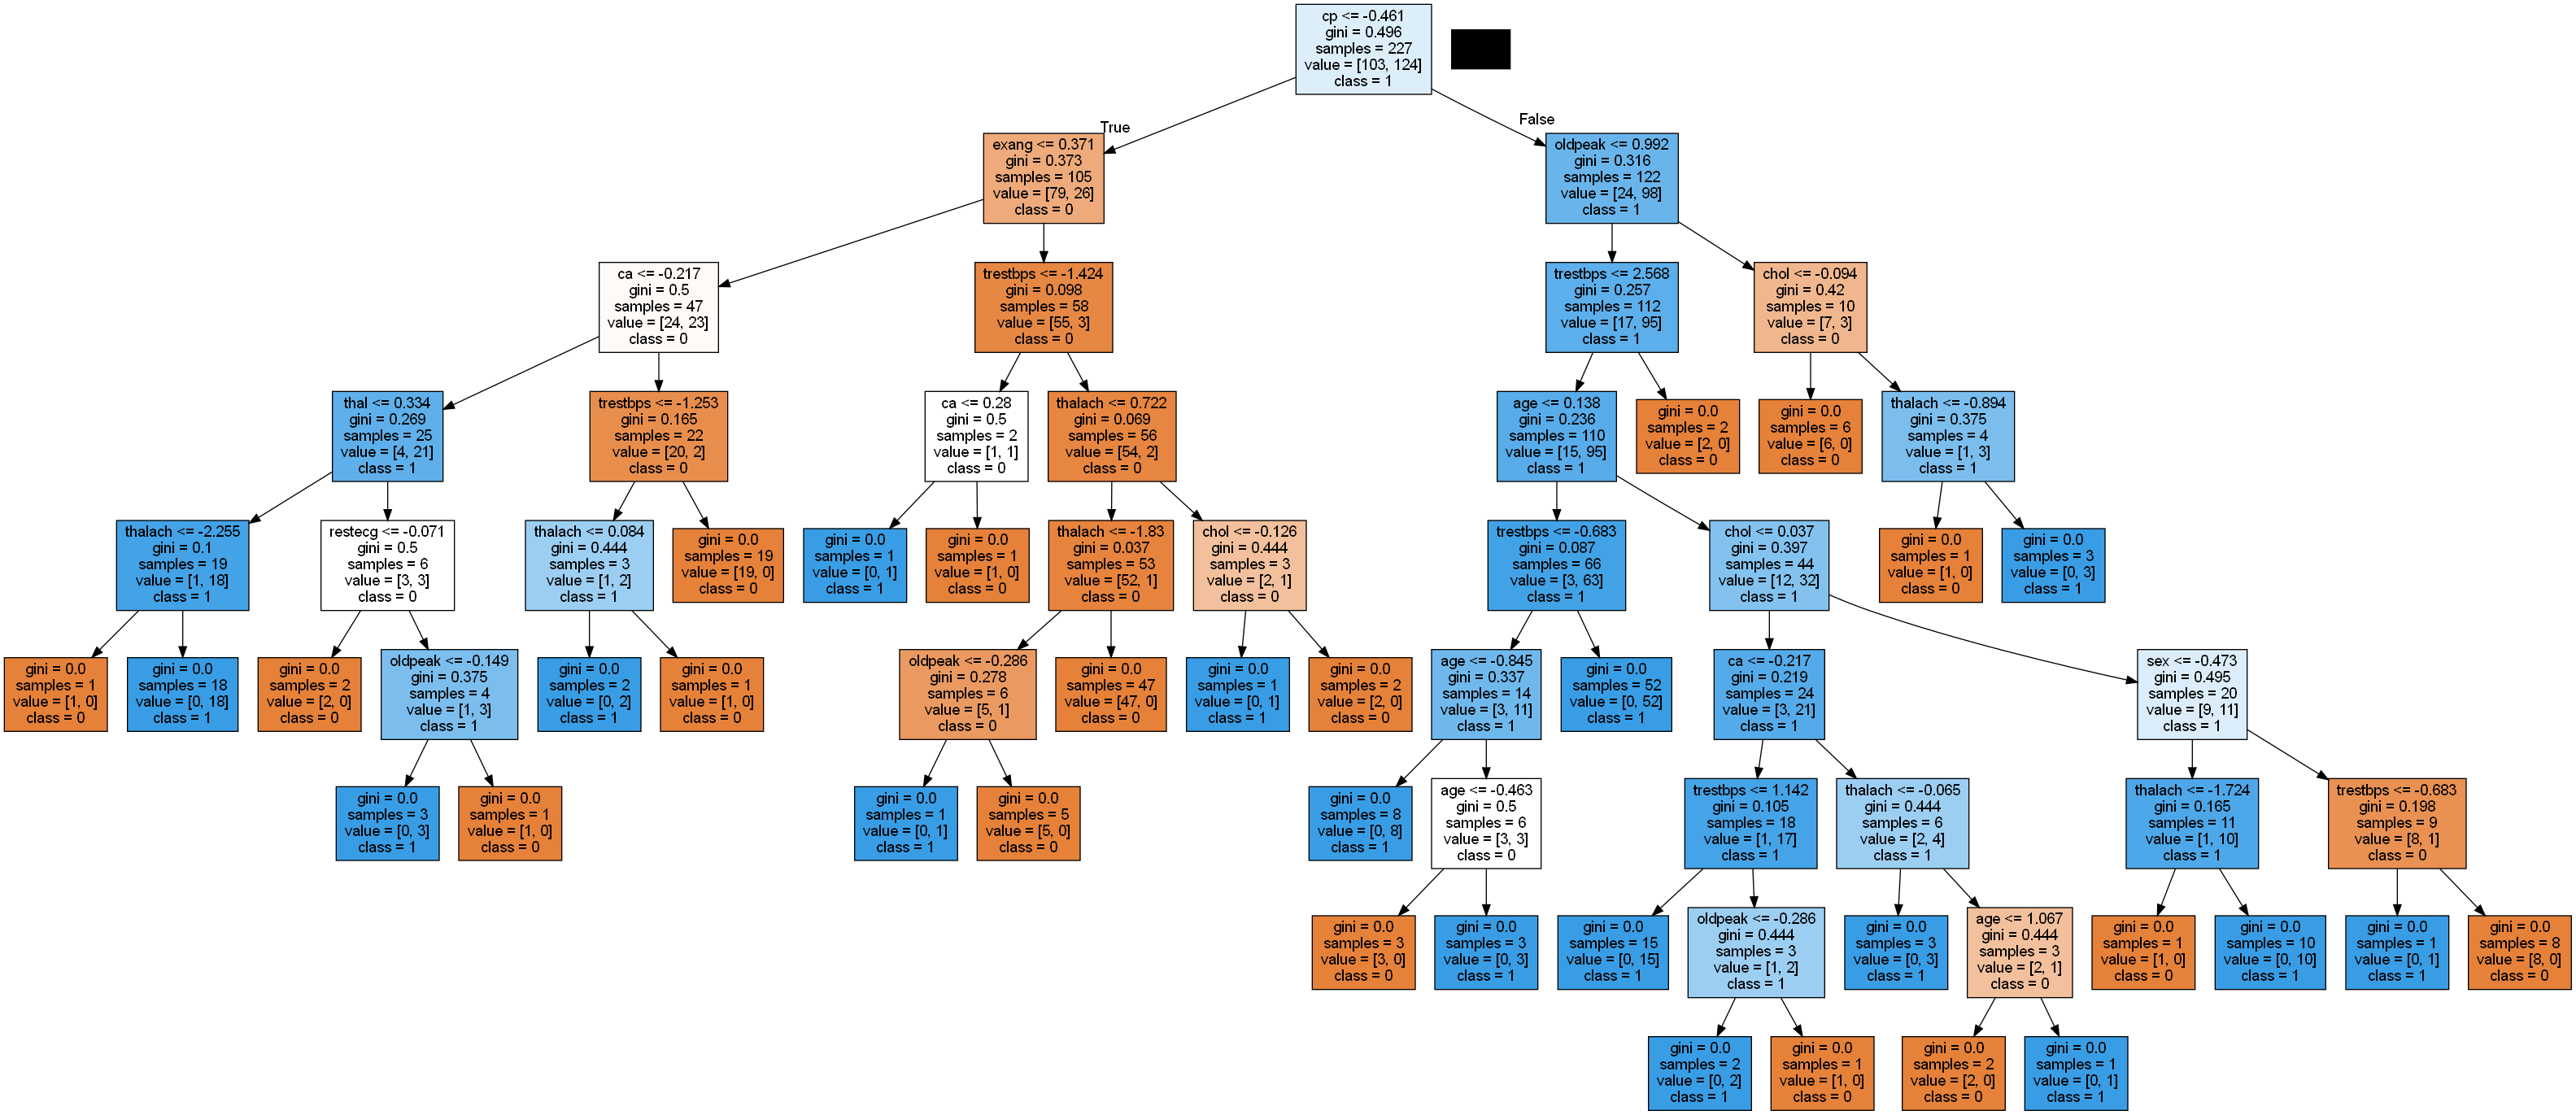 cp <= -0.461
gini = 0.496
samples = 227
value = [103, 124]
class = 1
True
False
exang <= 0.371
gini = 0.373
samples = 105
value = [79, 26]
class = 0
oldpeak <= 0.992
gini = 0.316
samples = 122
value = [24, 98]
class = 1
ca <= -0.217
gini = 0.5
samples = 47
value = [24, 23]
class = 0
trestbps <= -1.424
gini = 0.098
samples = 58
value = [55, 3]
class = 0
trestbps <= 2.568
gini = 0.257
samples = 112
value = [17, 95]
class = 1
chol <= -0.094
gini = 0.42
samples = 10
value = [7, 3]
class = 0
thal <= 0.334
gini = 0.269
samples = 25
value = [4, 21]
class = 1
trestbps <= -1.253
gini = 0.165
samples = 22
value = [20, 2]
class = 0
ca <= 0.28
gini = 0.5
samples = 2
value = [1, 1]
class = 0
thalach <= 0.722
gini = 0.069
samples = 56
value = [54, 2]
class = 0
age <= 0.138
gini = 0.236
samples = 110
value = [15, 95]
class = 1
gini = 0.0
samples = 2
value = [2, 0]
class = 0
gini = 0.0
samples = 6
value = [6, 0]
class = 0
thalach <= -0.894
gini = 0.375
samples = 4
value = [1, 3]
class = 1
thalach <= -2.255
gini = 0.1
samples = 19
value = [1, 18]
class = 1
restecg <= -0.071
gini = 0.5
samples = 6
value = [3, 3]
class = 0
thalach <= 0.084
gini = 0.444
samples = 3
value = [1, 2]
class = 1
gini = 0.0
samples = 19
value = [19, 0]
class = 0
gini = 0.0
samples = 1
value = [0, 1]
class = 1
gini = 0.0
samples = 1
value = [1, 0]
class = 0
thalach <= -1.83
gini = 0.037
samples = 53
value = [52, 1]
class = 0
chol <= -0.126
gini = 0.444
samples = 3
value = [2, 1]
class = 0
trestbps <= -0.683
gini = 0.087
samples = 66
value = [3, 63]
class = 1
chol <= 0.037
gini = 0.397
samples = 44
value = [12, 32]
class = 1
gini = 0.0
samples = 1
value = [1, 0]
class = 0
gini = 0.0
samples = 3
value = [0, 3]
class = 1
gini = 0.0
samples = 1
value = [1, 0]
class = 0
gini = 0.0
samples = 18
value = [0, 18]
class = 1
gini = 0.0
samples = 2
value = [2, 0]
class = 0
oldpeak <= -0.149
gini = 0.375
samples = 4
value = [1, 3]
class = 1
gini = 0.0
samples = 2
value = [0, 2]
class = 1
gini = 0.0
samples = 1
value = [1, 0]
class = 0
oldpeak <= -0.286
gini = 0.278
samples = 6
value = [5, 1]
class = 0
gini = 0.0
samples = 47
value = [47, 0]
class = 0
gini = 0.0
samples = 1
value = [0, 1]
class = 1
gini = 0.0
samples = 2
value = [2, 0]
class = 0
age <= -0.845
gini = 0.337
samples = 14
value = [3, 11]
class = 1
gini = 0.0
samples = 52
value = [0, 52]
class = 1
ca <= -0.217
gini = 0.219
samples = 24
value = [3, 21]
class = 1
sex <= -0.473
gini = 0.495
samples = 20
value = [9, 11]
class = 1
gini = 0.0
samples = 3
value = [0, 3]
class = 1
gini = 0.0
samples = 1
value = [1, 0]
class = 0
gini = 0.0
samples = 1
value = [0, 1]
class = 1
gini = 0.0
samples = 5
value = [5, 0]
class = 0
gini = 0.0
samples = 8
value = [0, 8]
class = 1
age <= -0.463
gini = 0.5
samples = 6
value = [3, 3]
class = 0
trestbps <= 1.142
gini = 0.105
samples = 18
value = [1, 17]
class = 1
thalach <= -0.065
gini = 0.444
samples = 6
value = [2, 4]
class = 1
thalach <= -1.724
gini = 0.165
samples = 11
value = [1, 10]
class = 1
trestbps <= -0.683
gini = 0.198
samples = 9
value = [8, 1]
class = 0
gini = 0.0
samples = 3
value = [3, 0]
class = 0
gini = 0.0
samples = 3
value = [0, 3]
class = 1
gini = 0.0
samples = 15
value = [0, 15]
class = 1
oldpeak <= -0.286
gini = 0.444
samples = 3
value = [1, 2]
class = 1
gini = 0.0
samples = 3
value = [0, 3]
class = 1
age <= 1.067
gini = 0.444
samples = 3
value = [2, 1]
class = 0
gini = 0.0
samples = 1
value = [1, 0]
class = 0
gini = 0.0
samples = 10
value = [0, 10]
class = 1
gini = 0.0
samples = 1
value = [0, 1]
class = 1
gini = 0.0
samples = 8
value = [8, 0]
class = 0
gini = 0.0
samples = 2
value = [0, 2]
class = 1
gini = 0.0
samples = 1
value = [1, 0]
class = 0
gini = 0.0
samples = 2
value = [2, 0]
class = 0
gini = 0.0
samples = 1
value = [0, 1]
class = 1